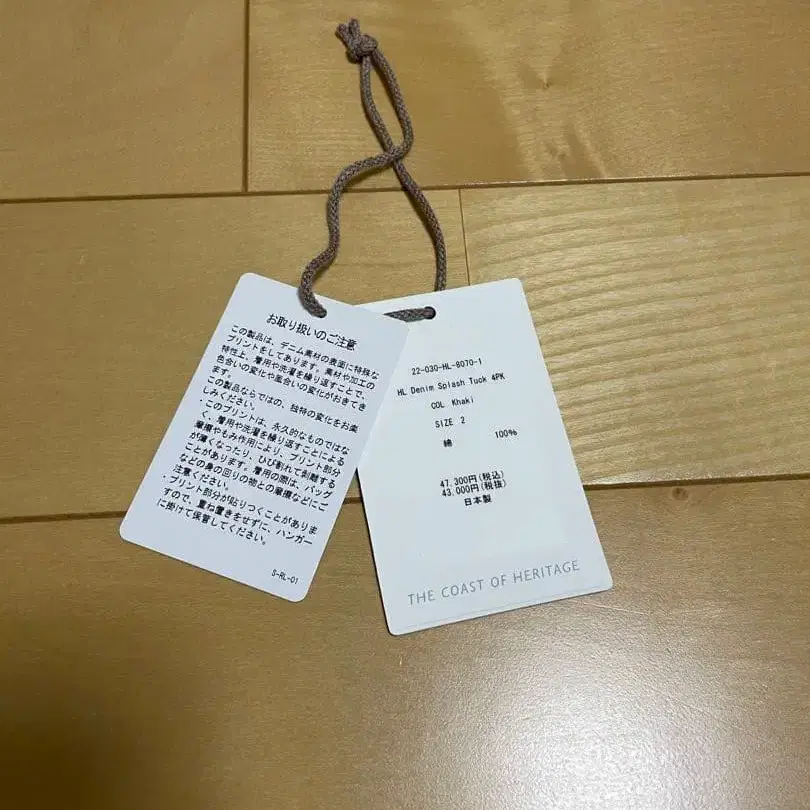 お取り扱いのご注意
この製品は、デニム素材の表面に特殊な
プリントをしてあります。素材や加工の
特性上、着用や洗濯を繰り返すことで、
色合いの変化や風合いの変化がおきてき
ます。
この製品ならではの、独特の変化をお楽
しみください。
・このプリントは、永久的なものではな
く、着用や洗濯を繰り返すことによる
摩擦やもみ作用により、プリント部分
が薄くなったり、ひび割れて剥離する
ことがあります。着用の際は、バッグ
などの身の回りの物との摩擦などにご
注意ください。
・プリント部分が貼りつくことがありま
すので、重ね置きをせずに、ハンガー
に掛けて保管してください。
S-RL-01
22-030-HL-8070-1
HL Denim Splash Tuck 4PK
COL Khaki
SIZE 2
綿 100%
47,300円(税込)
43,000円(税抜)
日本製
THE COAST OF HERITAGE